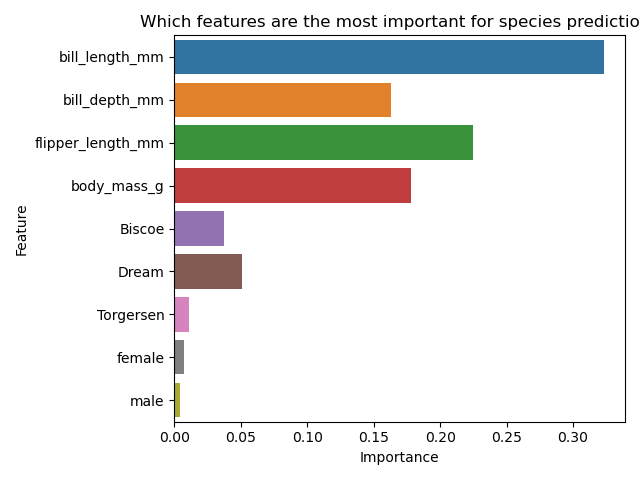 Which features are the most important for species predictio
bill_length_mm
bill_depth_mm
flipper_length_mm
body_mass_g
Biscoe
Dream
Torgersen
female
male
Feature
0.00 0.05 0.10 0.15 0.20 0.25 0.30
Importance